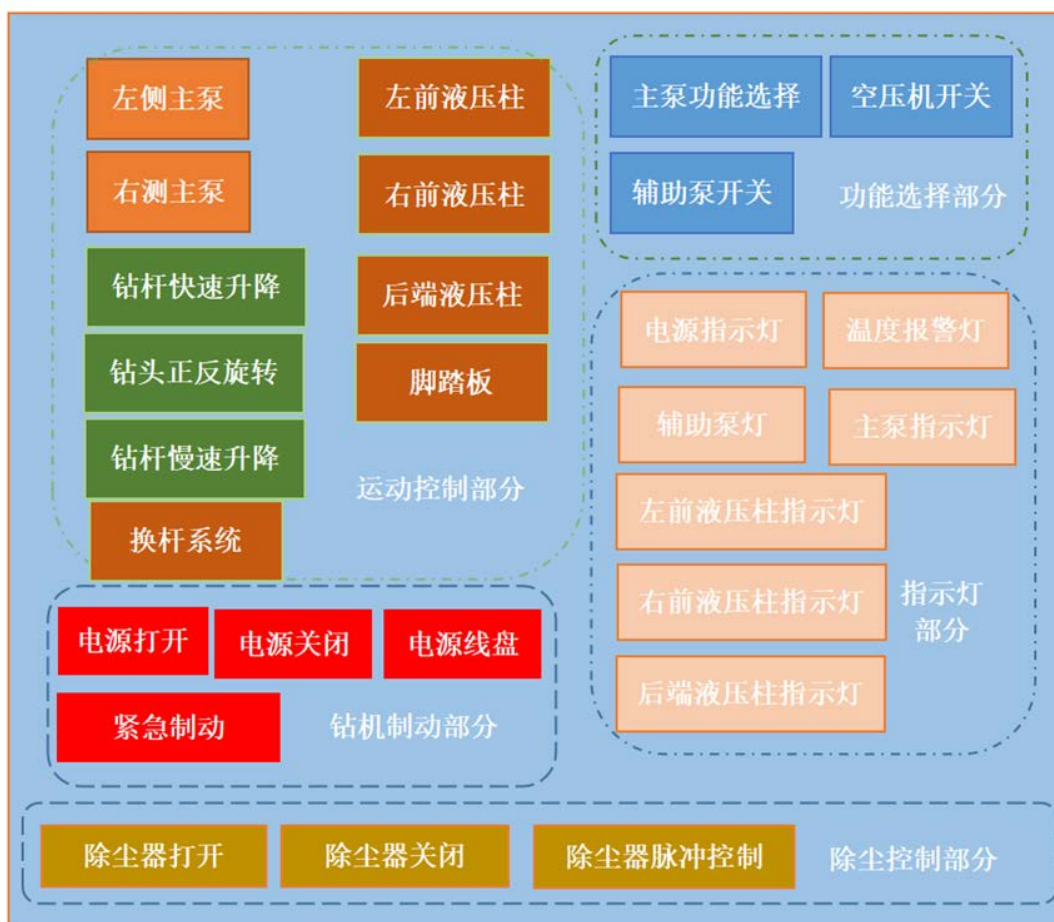 左侧主泵
右测主泵
钻杆快速升降
钻头正反旋转
钻杆慢速升降
换杆系统
左前液压柱
右前液压柱
后端液压柱
脚踏板
运动控制部分
主泵功能选择
空压机开关
辅助泵开关
功能选择部分
电源指示灯
温度报警灯
辅助泵灯
主泵指示灯
左前液压柱指示灯
右前液压柱指示灯
后端液压柱指示灯
指示灯
部分
电源打开
电源关闭
电源线盘
紧急制动
钻机制动部分
除尘器打开
除尘器关闭
除尘器脉冲控制
除尘控制部分